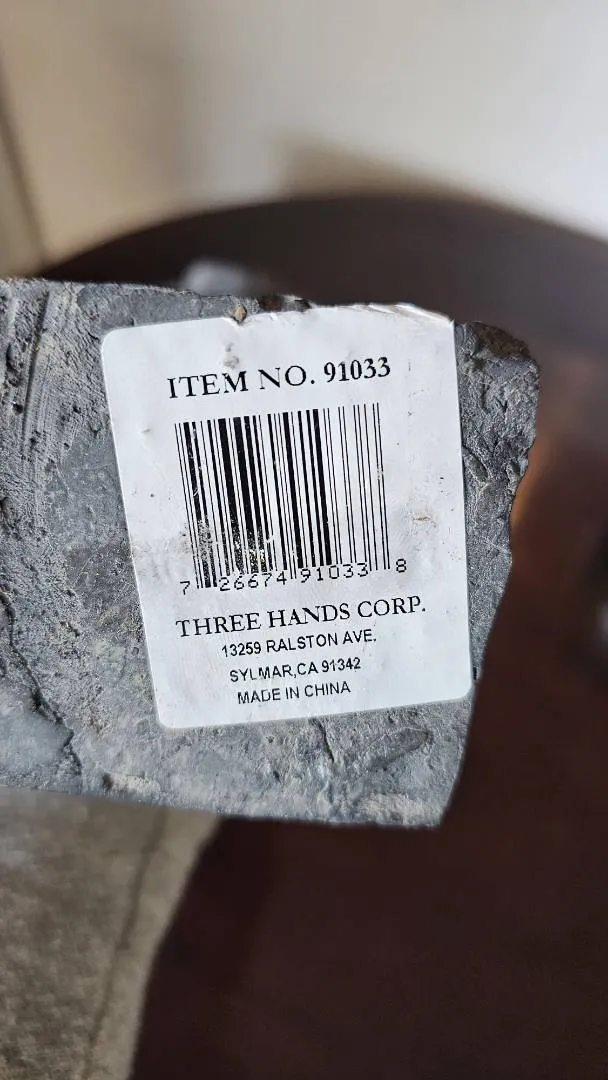 ITEM NO. 91033
7 26674 91033 8
THREE HANDS CORP.
13259 RALSTON AVE,
SYLMAR,CA 91342
MADE IN CHINA